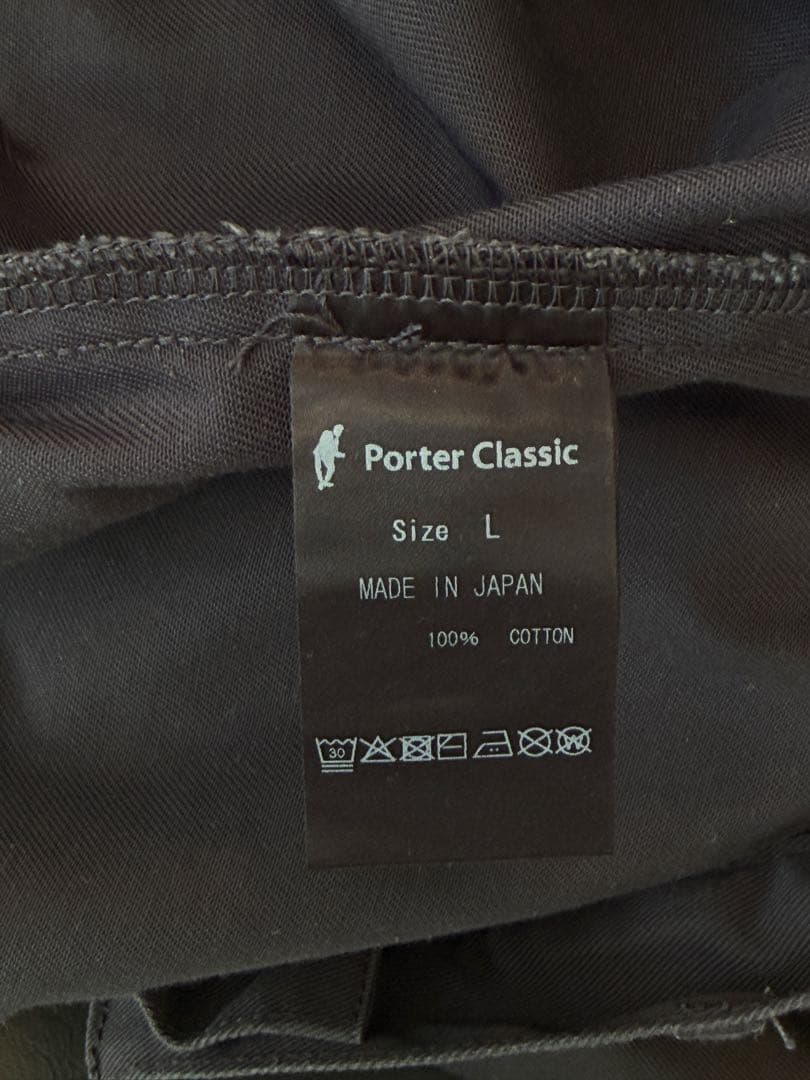 Porter Classic
Size L
MADE IN JAPAN
100% COTTON
30
W